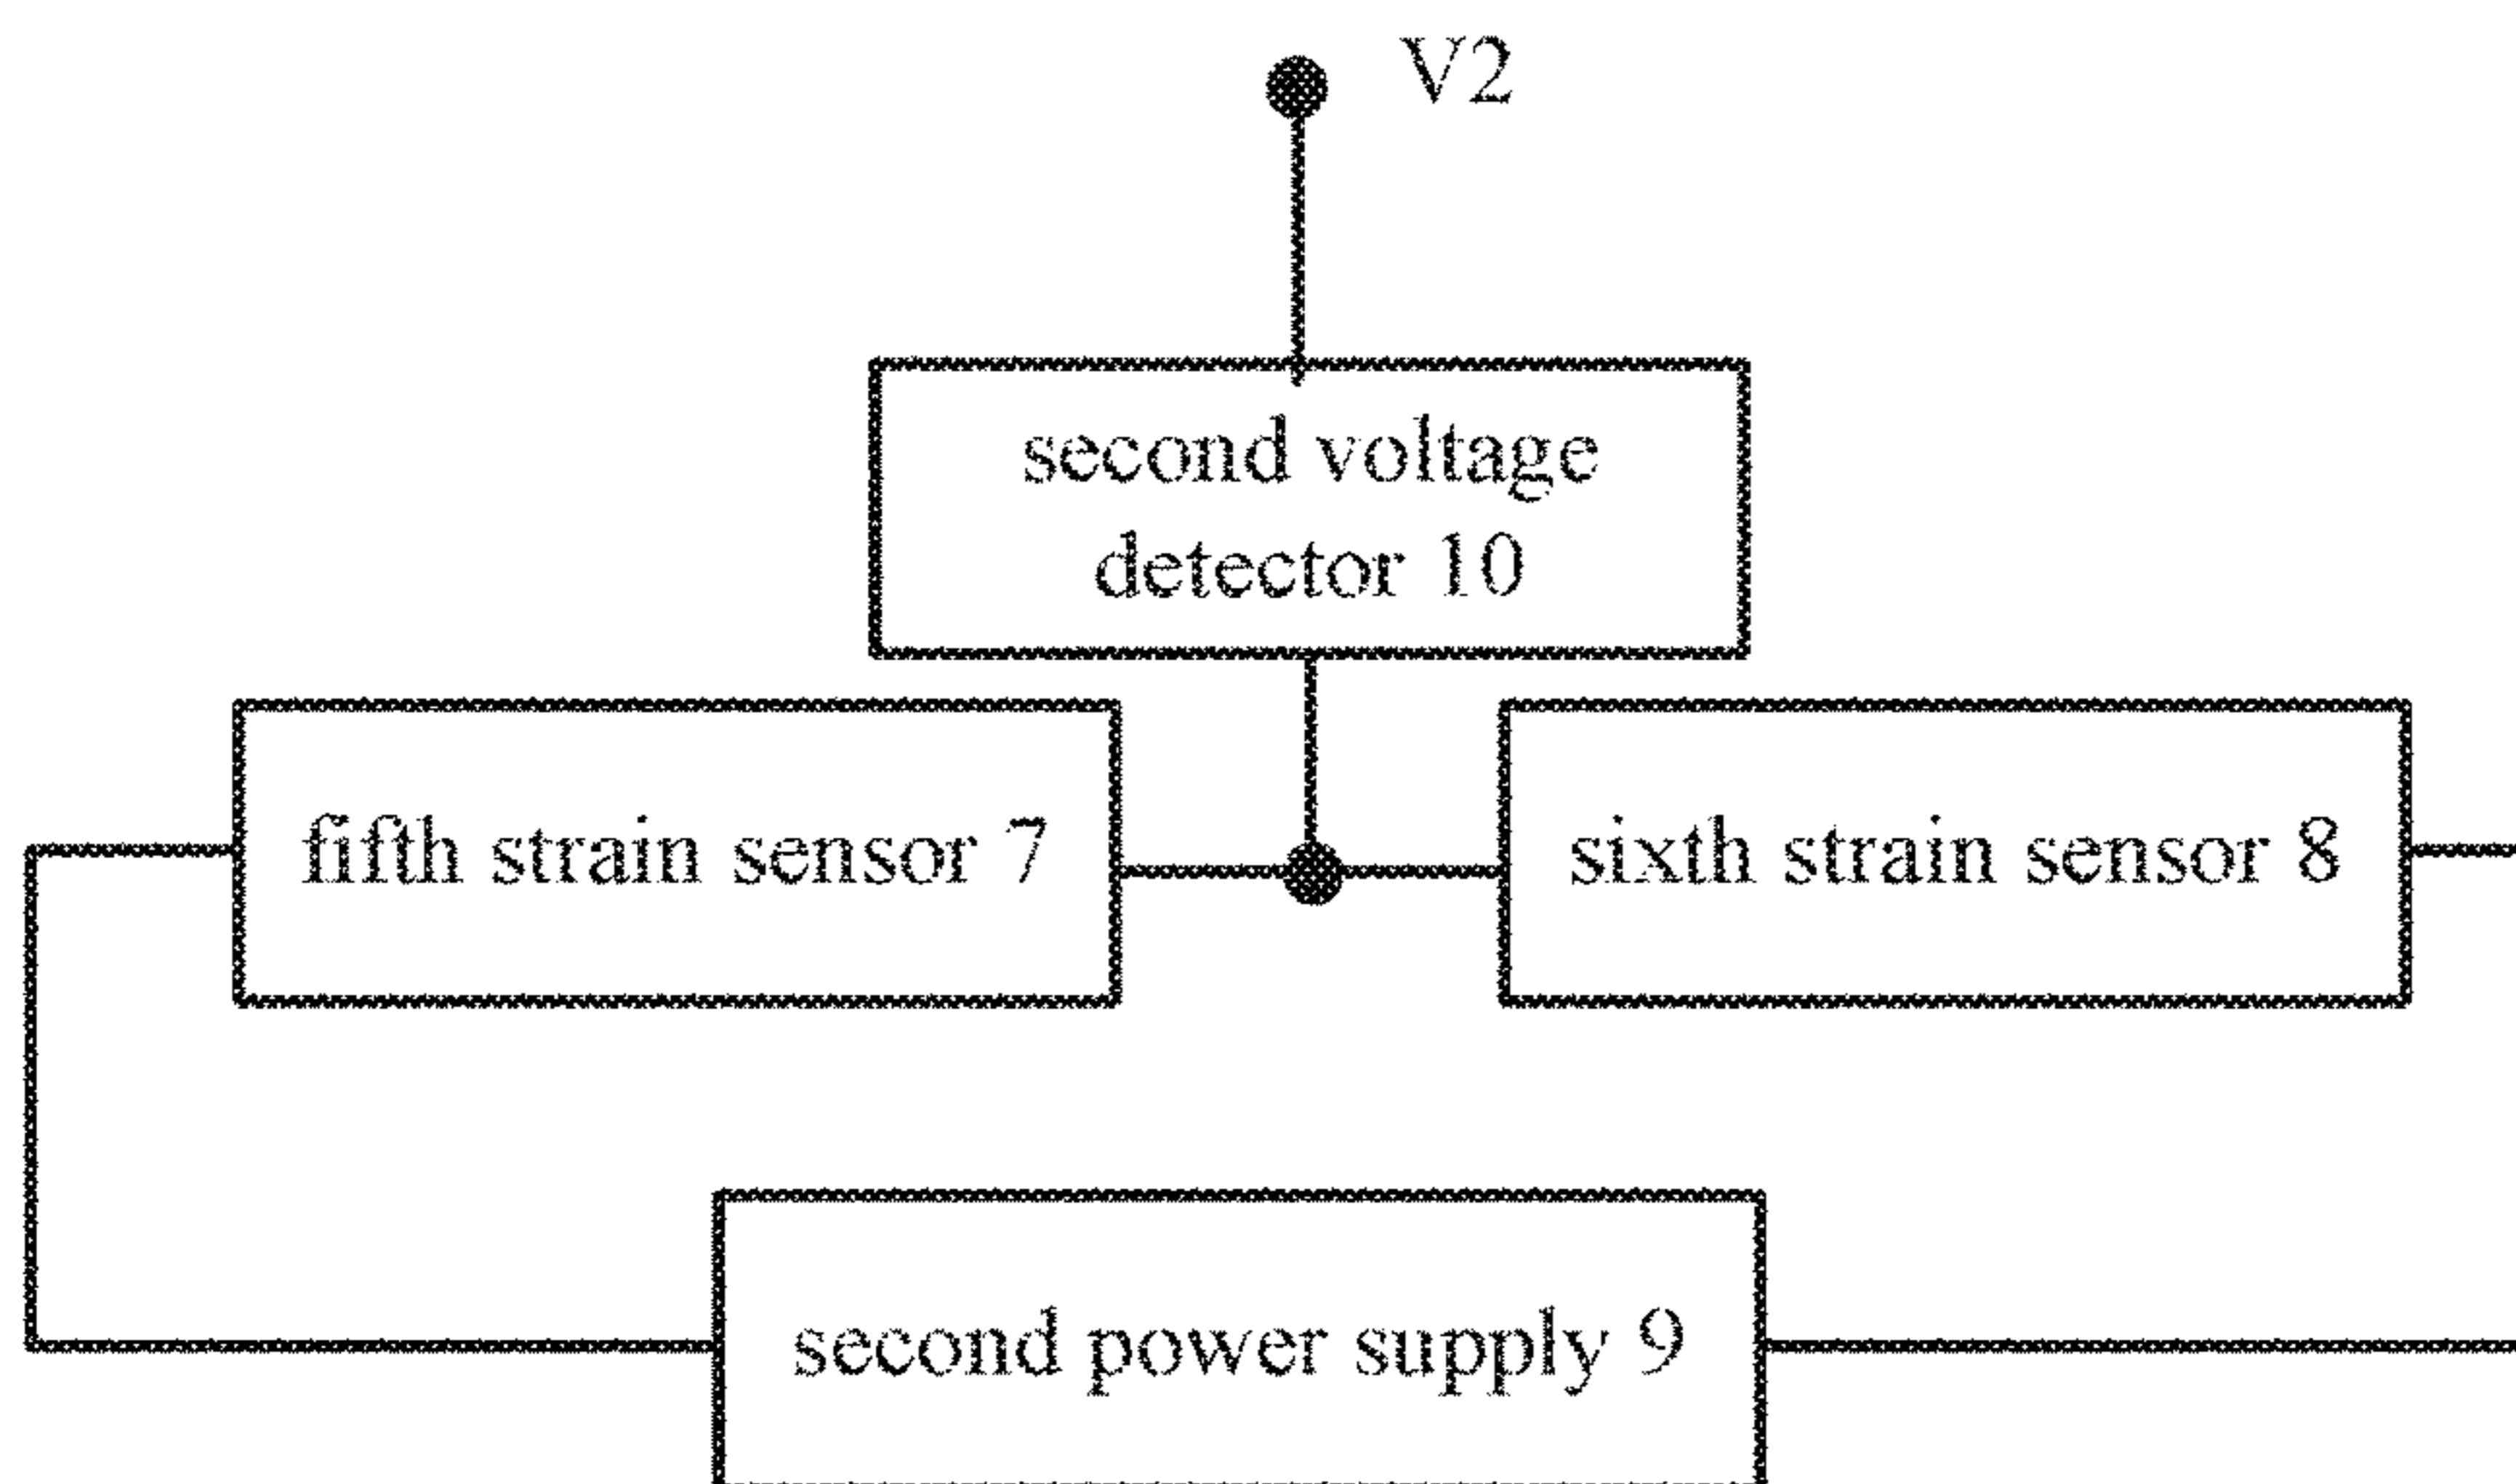 V2
second voltage
detector 10
fifth strain sensor 7
sixth strain sensor 8
second power supply 9